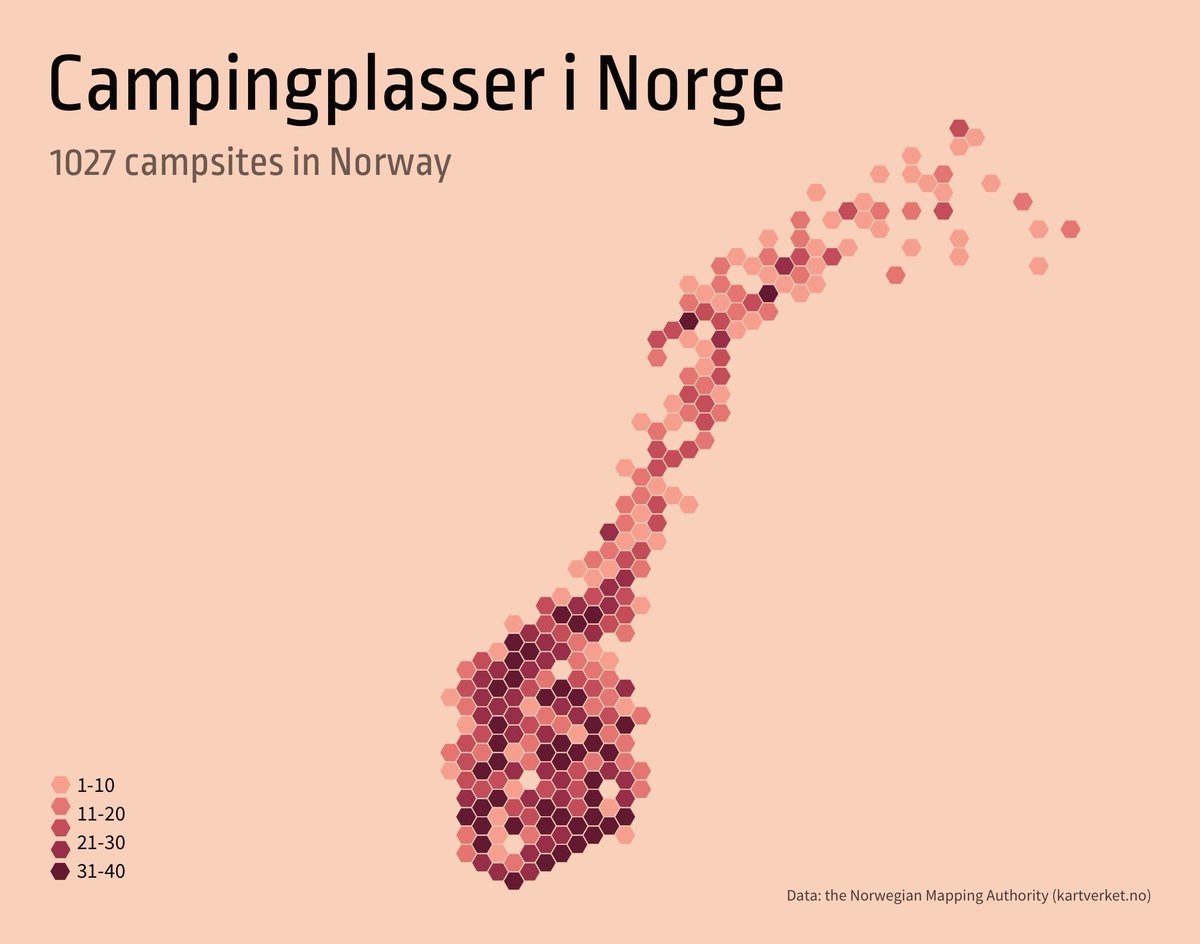 Campingplasser i Norge
1027 campsites in Norway
1-10
11-20
21-30
31-40
Data: the Norwegian Mapping Authority (kartverket.no)